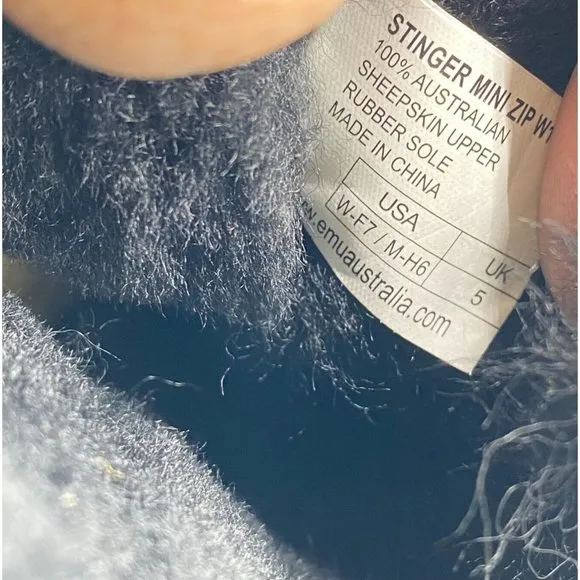 STINGER MINI ZIP W1
100% AUSTRALIAN
SHEEPSKIN UPPER
RUBBER SOLE
MADE IN CHINA
USA UK
W-F7 / M-H6 5
www.emuaustralia.com